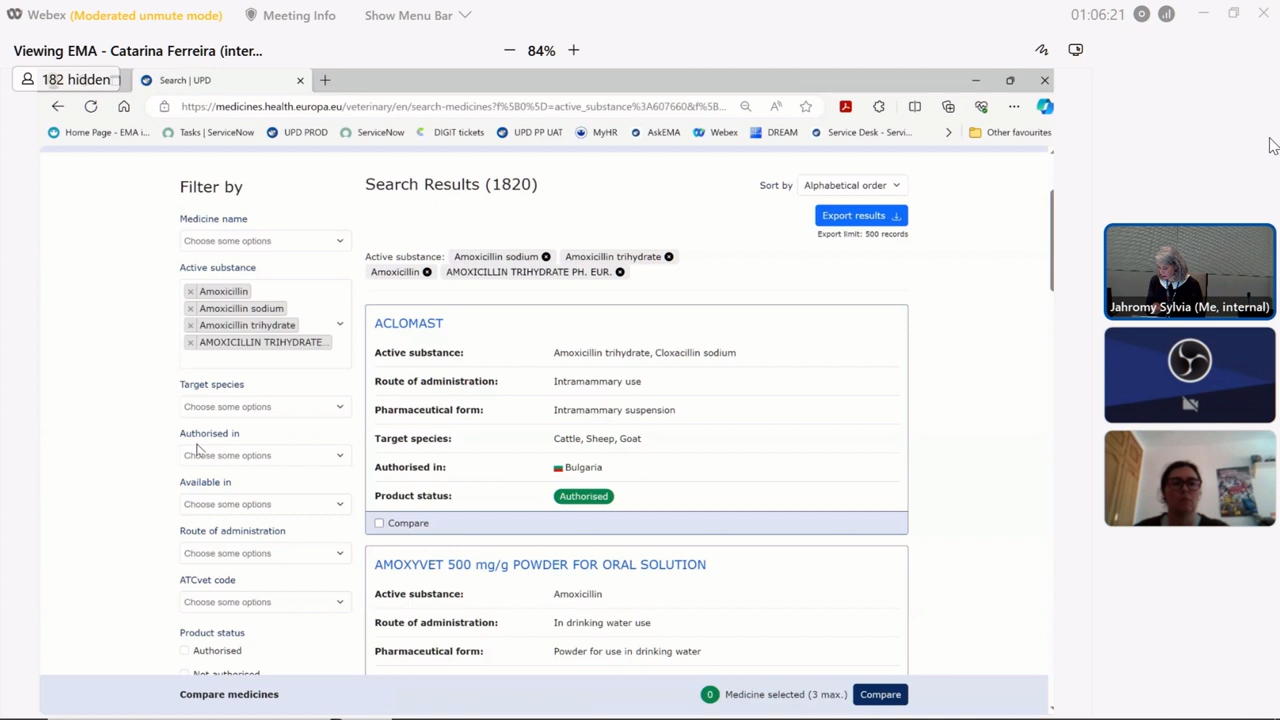 Webex (Moderated unmute mode) Meeting Info Show Menu Bar 01:06:21
Viewing EMA - Catarina Ferreira (inter... 84%
182 hidden Search | UPD
https://medicines.health.europa.eu/veterinary/en/search-medicines?f%5B0%5D=active_substance%3A607660&f%5B...
Home Page - EMA i... Tasks | ServiceNow UPD PROD ServiceNow DIGIT tickets UPD PP UAT MyHR AskEMA Webex DREAM Service Desk - Servi... Other favourites
Filter by
Medicine name
Choose some options
Active substance
× Amoxicillin
× Amoxicillin sodium
× Amoxicillin trihydrate
× AMOXICILLIN TRIHYDRATE...
Target species
Choose some options
Authorised in
Choose some options
Available in
Choose some options
Route of administration
Choose some options
ATCvet code
Choose some options
Product status
Authorised
Not authorised
Search Results (1820)
Sort by Alphabetical order
Export results
Export limit: 500 records
Active substance: Amoxicillin sodium Amoxicillin trihydrate
Amoxicillin AMOXICILLIN TRIHYDRATE PH. EUR.
ACLOMAST
Active substance: Amoxicillin trihydrate, Cloxacillin sodium
Route of administration: Intramammary use
Pharmaceutical form: Intramammary suspension
Target species: Cattle, Sheep, Goat
Authorised in: Bulgaria
Product status: Authorised
Compare
AMOXYVET 500 mg/g POWDER FOR ORAL SOLUTION
Active substance: Amoxicillin
Route of administration: In drinking water use
Pharmaceutical form: Powder for use in drinking water
Compare medicines 0 Medicine selected (3 max.) Compare
Jahromy Sylvia (Me, internal)